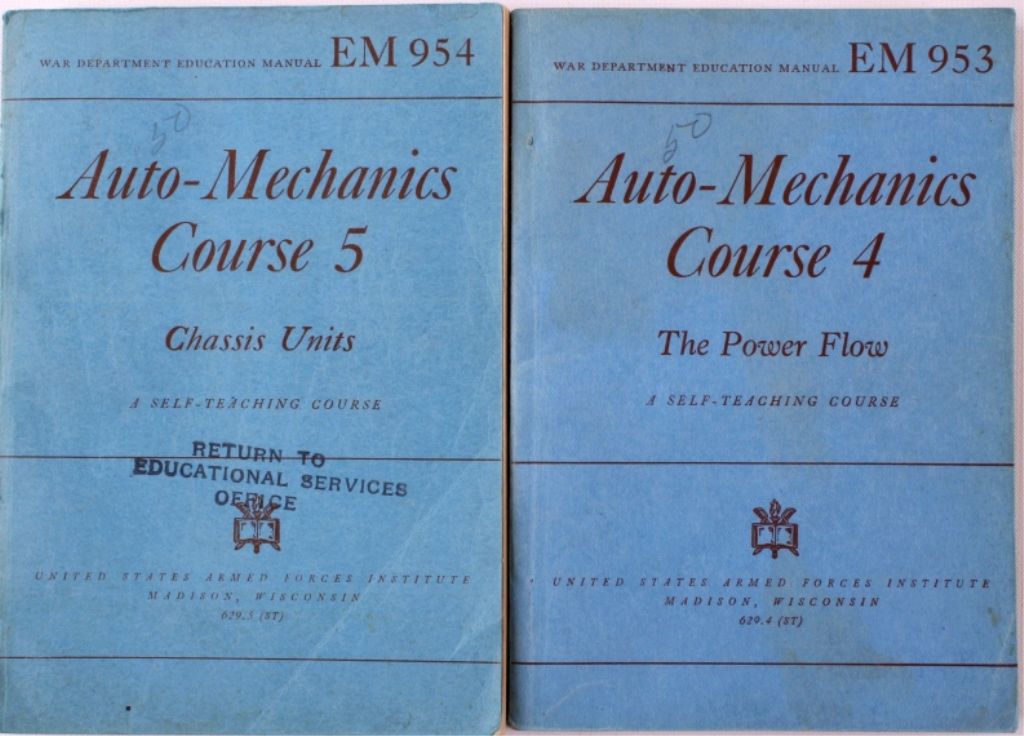 WAR DEPARTMENT EDUCATION MANUAL EM 954
50
Auto-Mechanics
Course 5
Chassis Units
A SELF-TEACHING COURSE
RETURN TO
EDUCATIONAL SERVICES
OFFICE
UNITED STATES ARMED FORCES INSTITUTE
MADISON, WISCONSIN
629.5 (ST)
WAR DEPARTMENT EDUCATION MANUAL EM 953
50
Auto-Mechanics
Course 4
The Power Flow
A SELF-TEACHING COURSE
UNITED STATES ARMED FORCES INSTITUTE
MADISON, WISCONSIN
629.4 (ST)